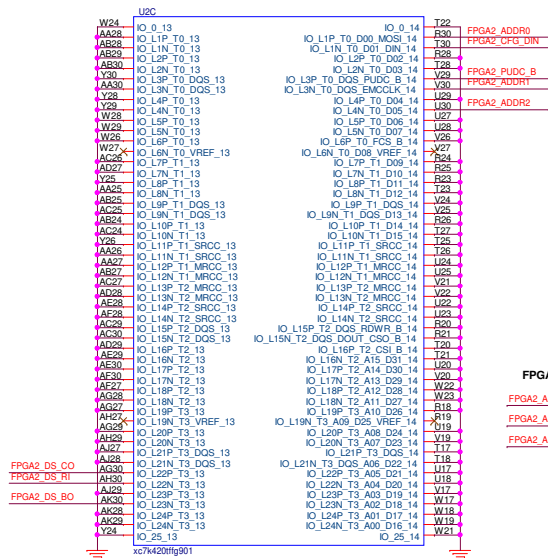 U2C
W24 IO_0_13 IO_0_14 T22
AA28 IO_L1P_T0_13 IO_L1P_T0_D00_MOSI_14 R30 FPGA2_ADDR0
AB28 IO_L1N_T0_13 IO_L1N_T0_D01_DIN_14 T30 FPGA2_CFG_DIN
AB29 IO_L2P_T0_13 IO_L2P_T0_D02_14 R28
AB30 IO_L2N_T0_13 IO_L2N_T0_D03_14 T28
Y30 IO_L3P_T0_DQS_13 IO_L3P_T0_DQS_PUDC_B_14 V29 FPGA2_PUDC_B
AA30 IO_L3N_T0_DQS_13 IO_L3N_T0_DQS_EMCCLK_14 V30 FPGA2_ADDR1
Y28 IO_L4P_T0_13 IO_L4P_T0_D04_14 U29
Y29 IO_L4N_T0_13 IO_L4N_T0_D05_14 U30 FPGA2_ADDR2
W28 IO_L5P_T0_13 IO_L5P_T0_D06_14 U27
W29 IO_L5N_T0_13 IO_L5N_T0_D07_14 U28
W26 IO_L6P_T0_13 IO_L6P_T0_FCS_B_14 V26
W27 IO_L6N_T0_VREF_13 IO_L6N_T0_D08_VREF_14 V27
AC26 IO_L7P_T1_13 IO_L7P_T1_D09_14 R24
AD27 IO_L7N_T1_13 IO_L7N_T1_D10_14 R25
Y25 IO_L8P_T1_13 IO_L8P_T1_D11_14 R23
AA25 IO_L8N_T1_13 IO_L8N_T1_D12_14 T23
AB25 IO_L9P_T1_DQS_13 IO_L9P_T1_DQS_14 V24
AC25 IO_L9N_T1_DQS_13 IO_L9N_T1_DQS_D13_14 V25
AB24 IO_L10P_T1_13 IO_L10P_T1_D14_14 R26
AC24 IO_L10N_T1_13 IO_L10N_T1_D15_14 T27
Y26 IO_L11P_T1_SRCC_13 IO_L11P_T1_SRCC_14 T25
AA26 IO_L11N_T1_SRCC_13 IO_L11N_T1_SRCC_14 T26
AA27 IO_L12P_T1_MRCC_13 IO_L12P_T1_MRCC_14 U24
AB27 IO_L12N_T1_MRCC_13 IO_L12N_T1_MRCC_14 U25
AC27 IO_L13P_T2_MRCC_13 IO_L13P_T2_MRCC_14 V21
AD28 IO_L13N_T2_MRCC_13 IO_L13N_T2_MRCC_14 V22
AE28 IO_L14P_T2_SRCC_13 IO_L14P_T2_SRCC_14 U22
AF28 IO_L14N_T2_SRCC_13 IO_L14N_T2_SRCC_14 U23
AC29 IO_L15P_T2_DQS_13 IO_L15P_T2_DQS_RDWR_B_14 R20
AC30 IO_L15N_T2_DQS_13 IO_L15N_T2_DQS_DOUT_CSO_B_14 R21
AD29 IO_L16P_T2_13 IO_L16P_T2_CSI_B_14 T20
AE29 IO_L16N_T2_13 IO_L16N_T2_A15_D31_14 T21
AE30 IO_L17P_T2_13 IO_L17P_T2_A14_D30_14 U20
AF30 IO_L17N_T2_13 IO_L17N_T2_A13_D29_14 V20
AF27 IO_L18P_T2_13 IO_L18P_T2_A12_D28_14 W22
AG28 IO_L18N_T2_13 IO_L18N_T2_A11_D27_14 W23
AG27 IO_L19P_T3_13 IO_L19P_T3_A10_D26_14 R18
AH27 IO_L19N_T3_VREF_13 IO_L19N_T3_A09_D25_VREF_14 R19
AG29 IO_L20P_T3_13 IO_L20P_T3_A08_D24_14 U19
AH29 IO_L20N_T3_13 IO_L20N_T3_A07_D23_14 V19
AJ27 IO_L21P_T3_DQS_13 IO_L21P_T3_DQS_14 T17
AJ28 IO_L21N_T3_DQS_13 IO_L21N_T3_DQS_A06_D22_14 T18
FPGA2_DS_CO AG30 IO_L22P_T3_13 IO_L22P_T3_A05_D21_14 U17
FPGA2_DS_RI AH30 IO_L22N_T3_13 IO_L22N_T3_A04_D20_14 U18
AJ29 IO_L23P_T3_13 IO_L23P_T3_A03_D19_14 V17
FPGA2_DS_BO AK30 IO_L23N_T3_13 IO_L23N_T3_A02_D18_14 W17
AK28 IO_L24P_T3_13 IO_L24P_T3_A01_D17_14 W18
AK29 IO_L24N_T3_13 IO_L24N_T3_A00_D16_14 W19
Y24 IO_25_13 IO_25_14 W21
xc7k420tffg901
FPGA
FPGA2_A
FPGA2_A
FPGA2_A